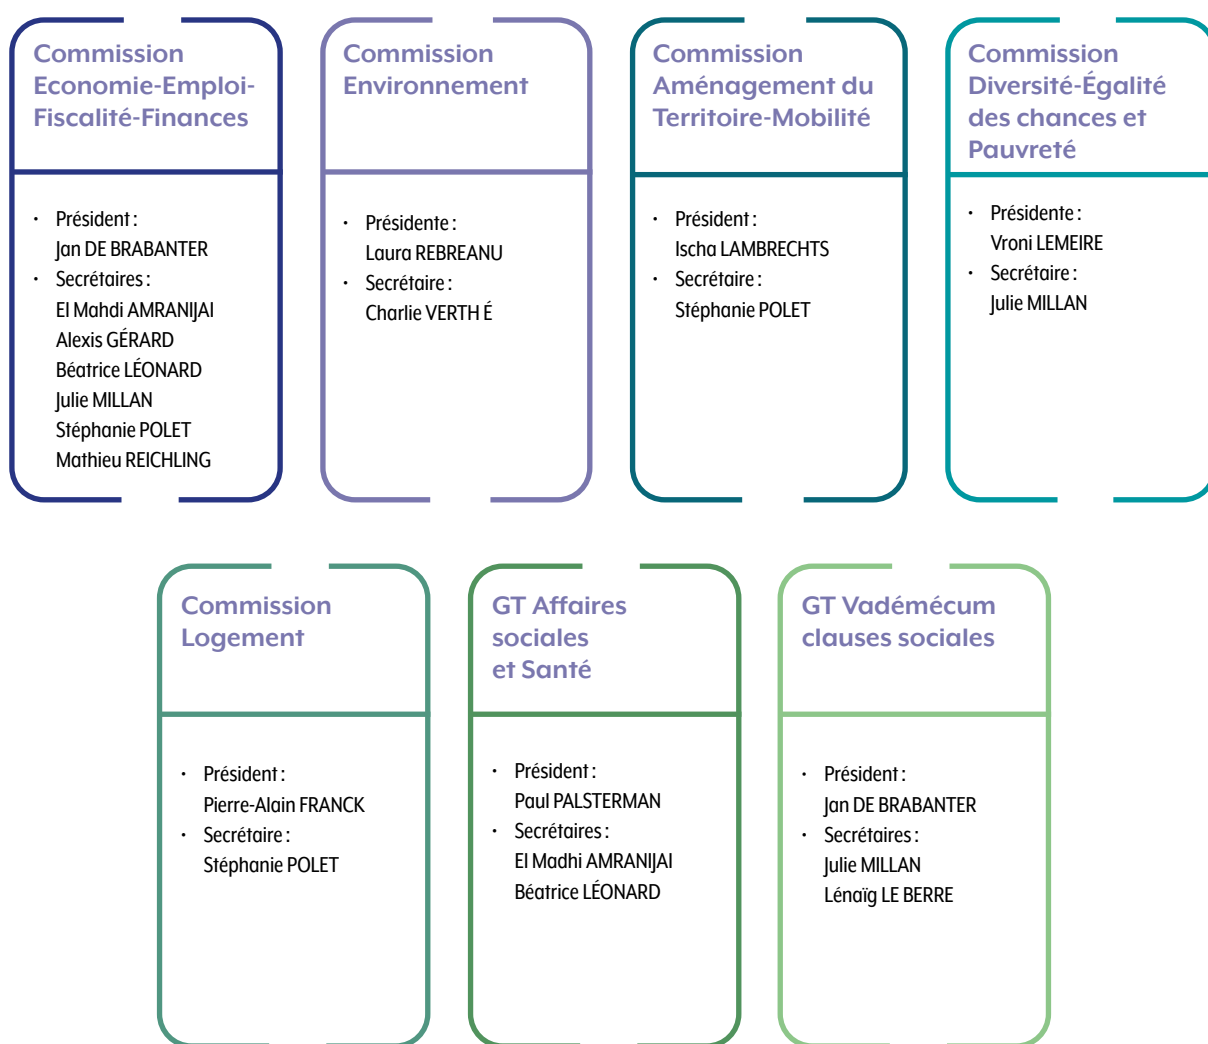 Commission
Economie-Emploi-
Fiscalité-Finances
· Président :
Jan DE BRABANTER
· Secrétaires :
El Mahdi AMRANIJAI
Alexis GÉRARD
Béatrice LÉONARD
Julie MILLAN
Stéphanie POLET
Mathieu REICHLING
Commission
Environnement
· Présidente :
Laura REBREANU
· Secrétaire :
Charlie VERTH É
Commission
Aménagement du
Territoire-Mobilité
· Président :
Ischa LAMBRECHTS
· Secrétaire :
Stéphanie POLET
Commission
Diversité-Égalité
des chances et
Pauvreté
· Présidente :
Vroni LEMEIRE
· Secrétaire :
Julie MILLAN
Commission
Logement
· Président :
Pierre-Alain FRANCK
· Secrétaire :
Stéphanie POLET
GT Affaires
sociales
et Santé
· Président :
Paul PALSTERMAN
· Secrétaires :
El Madhi AMRANIJAI
Béatrice LÉONARD
GT Vadémécum
clauses sociales
· Président :
Jan DE BRABANTER
· Secrétaires :
Julie MILLAN
Lénaïg LE BERRE